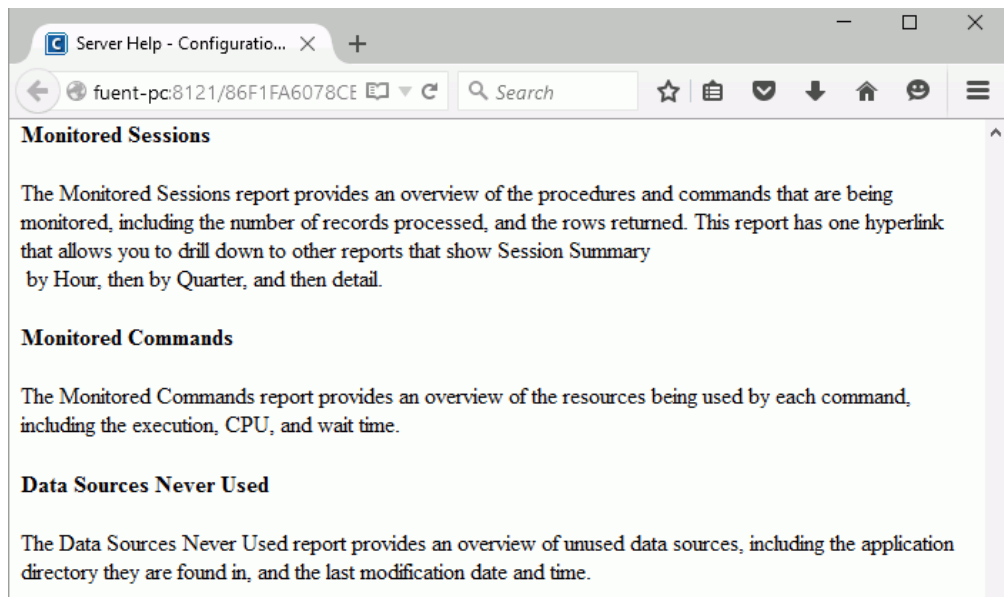 Server Help - Configuratio...
fuent-pc:8121/86F1FA6078CE
Search
Monitored Sessions
The Monitored Sessions report provides an overview of the procedures and commands that are being
monitored, including the number of records processed, and the rows returned. This report has one hyperlink
that allows you to drill down to other reports that show Session Summary
by Hour, then by Quarter, and then detail.
Monitored Commands
The Monitored Commands report provides an overview of the resources being used by each command,
including the execution, CPU, and wait time.
Data Sources Never Used
The Data Sources Never Used report provides an overview of unused data sources, including the application
directory they are found in, and the last modification date and time.